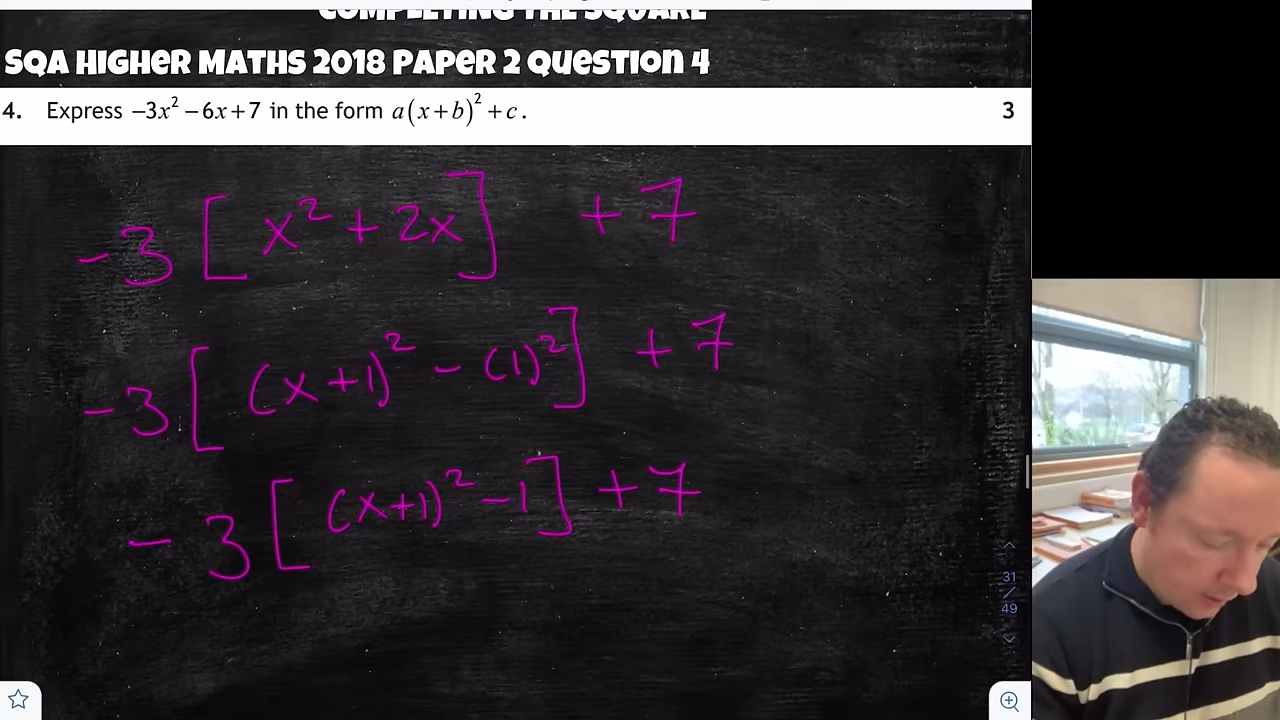 COMPLETING THE SQUARE
SQA HIGHER MATHS 2018 PAPER 2 QUESTION 4
4. Express −3x² − 6x + 7 in the form a(x + b)² + c. 3
-3 [ x² + 2x ] + 7
-3 [ (x+1)² - (1)² ] + 7
-3 [ (x+1)² - 1 ] + 7
31
/
49